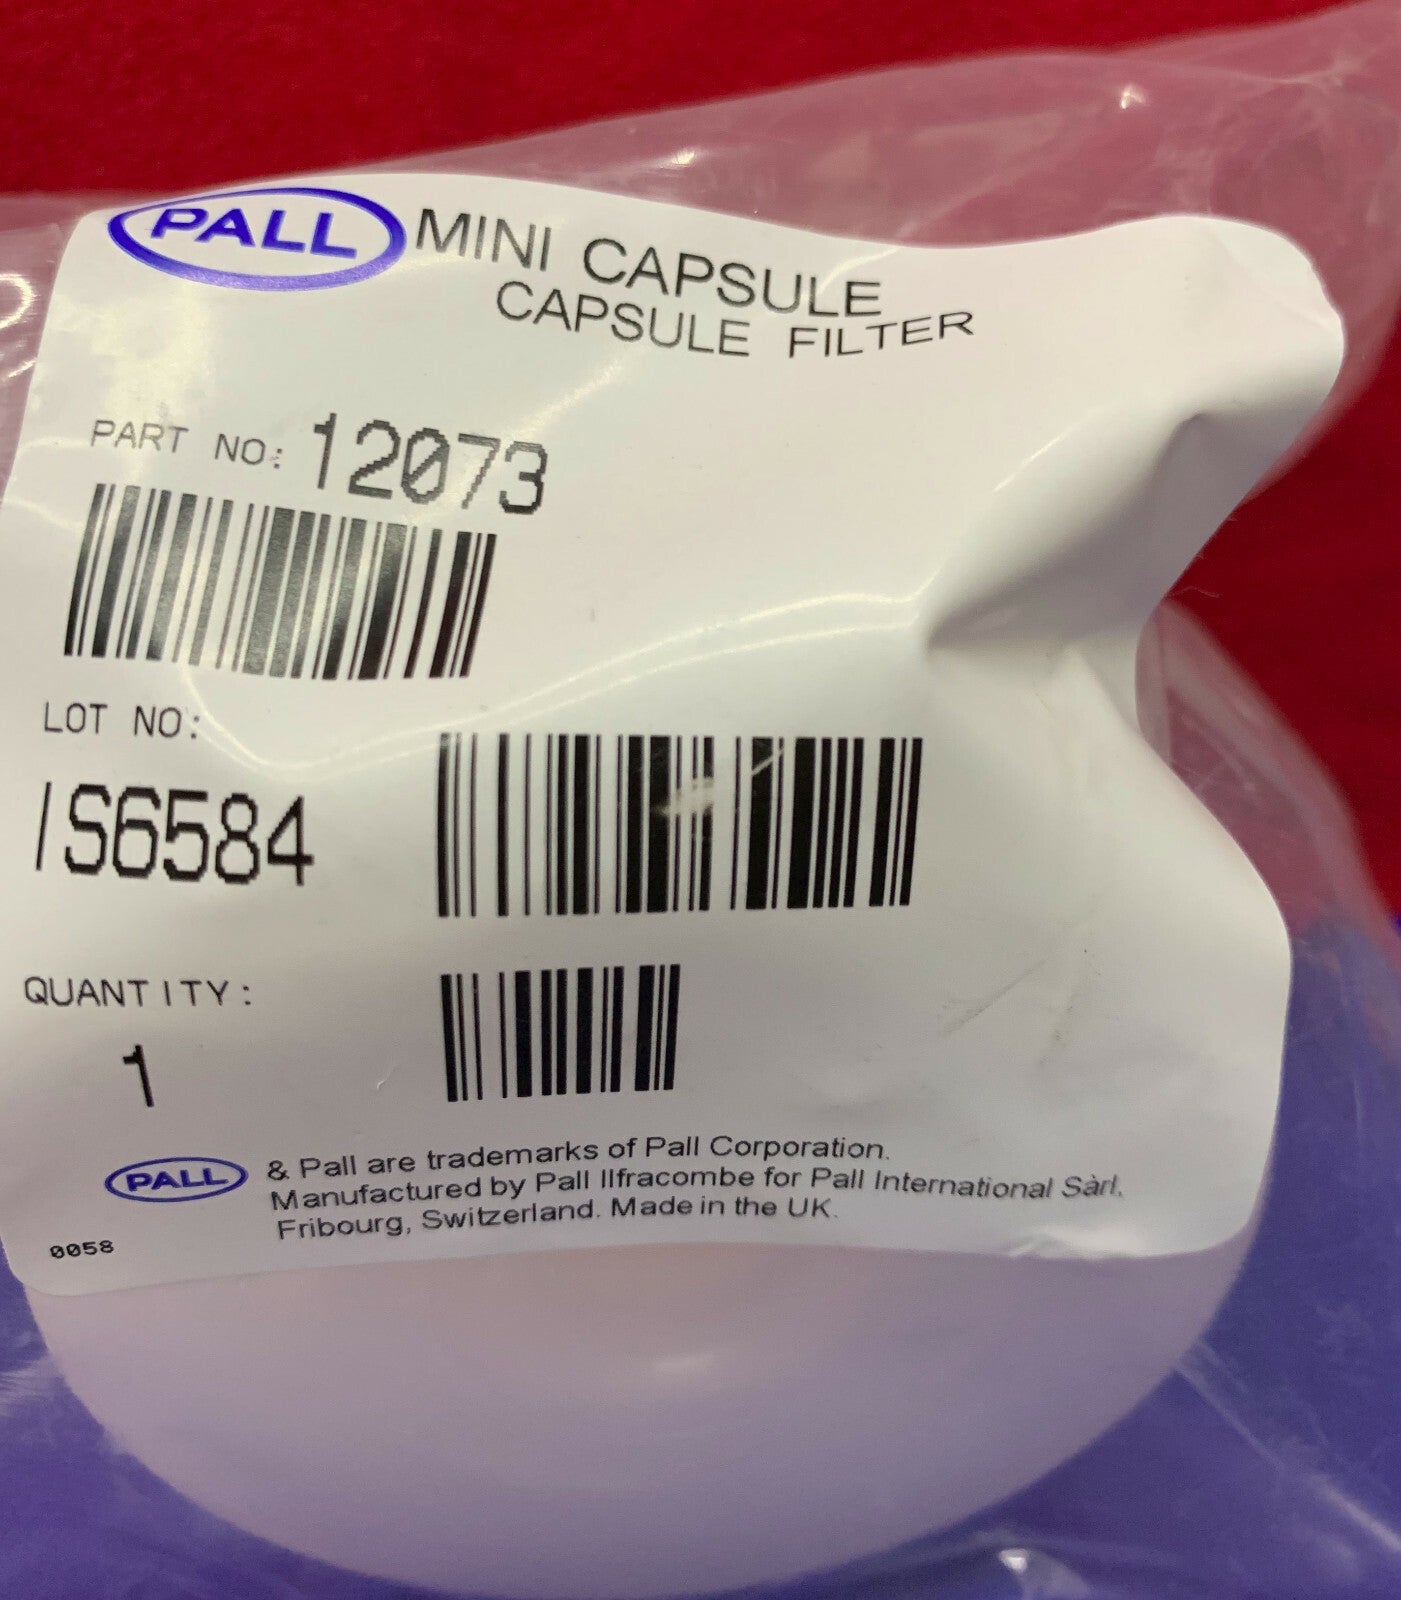 PALL MINI CAPSULE
CAPSULE FILTER
PART NO: 12073
LOT NO:
IS6584
QUANTITY:
1
PALL & Pall are trademarks of Pall Corporation.
Manufactured by Pall Ilfracombe for Pall International Sàrl,
Fribourg, Switzerland. Made in the UK.
0058